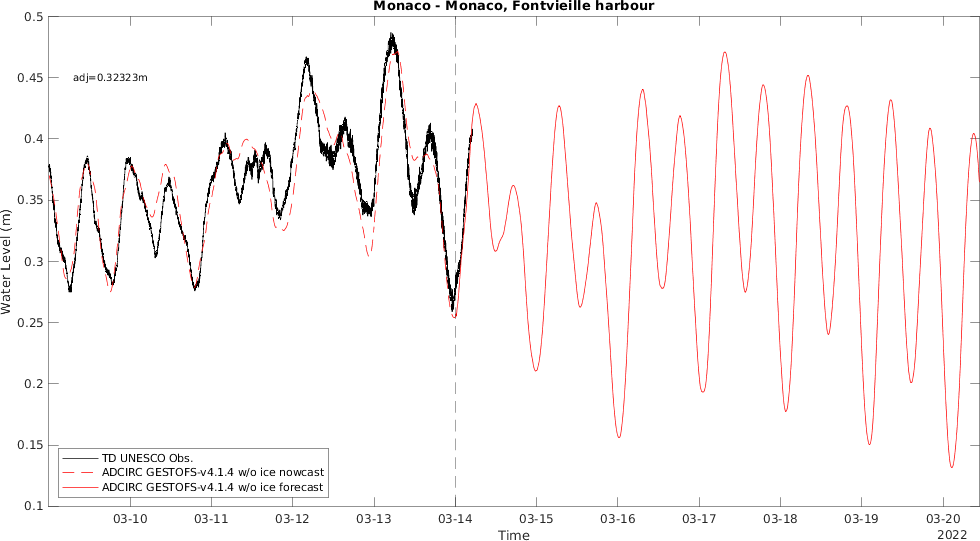 Monaco - Monaco, Fontvieille harbour
0.5
0.45
0.4
0.35
0.3
0.25
0.2
0.15
0.1
Water Level (m)
adj=0.32323m
TD UNESCO Obs.
ADCIRC GESTOFS-v4.1.4 w/o ice nowcast
ADCIRC GESTOFS-v4.1.4 w/o ice forecast
03-10 03-11 03-12 03-13 03-14 03-15 03-16 03-17 03-18 03-19 03-20
Time
2022